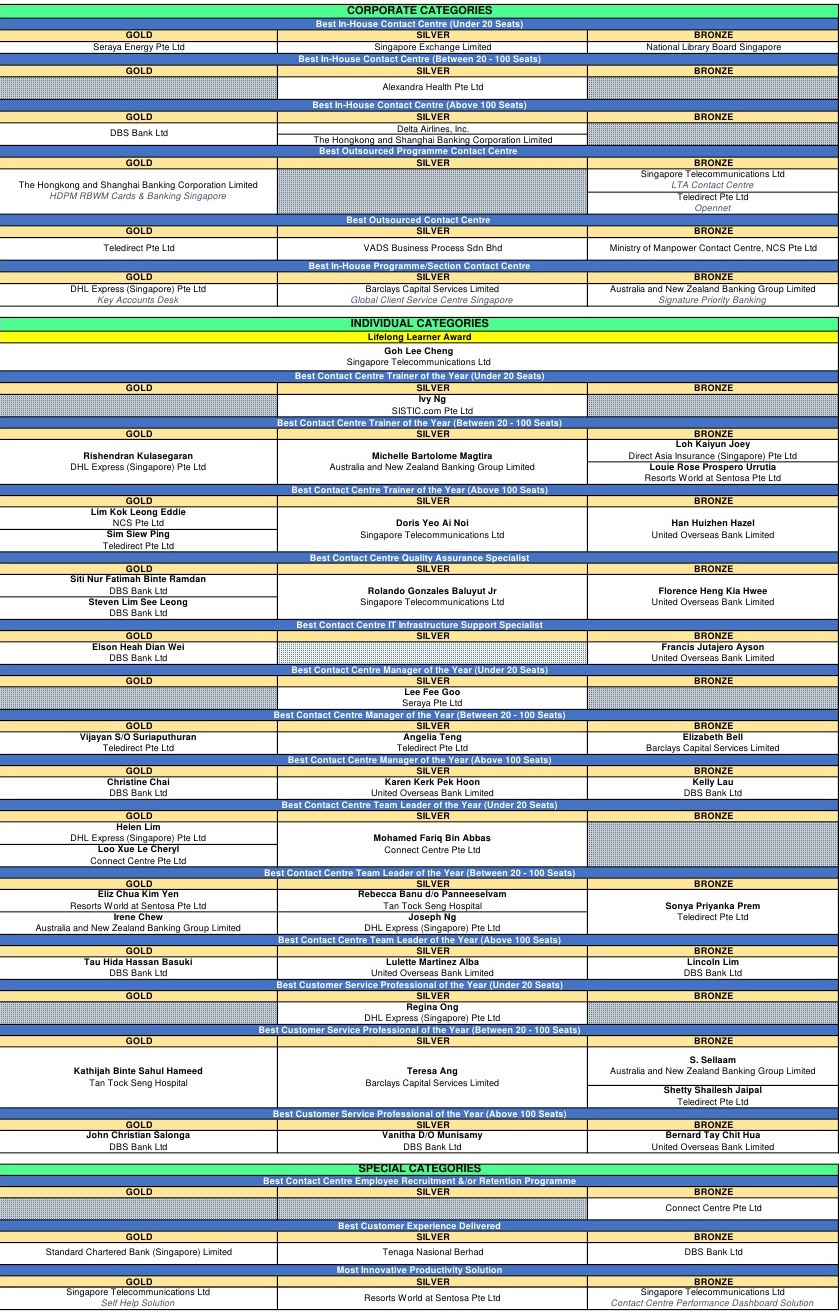 CORPORATE CATEGORIES
Best In-House Contact Centre (Under 20 Seats)
GOLD SILVER BRONZE
Seraya Energy Pte Ltd Singapore Exchange Limited National Library Board Singapore
Best In-House Contact Centre (Between 20 - 100 Seats)
GOLD SILVER BRONZE
Alexandra Health Pte Ltd
Best In-House Contact Centre (Above 100 Seats)
GOLD SILVER BRONZE
DBS Bank Ltd
Delta Airlines, Inc.
The Hongkong and Shanghai Banking Corporation Limited
Best Outsourced Programme Contact Centre
GOLD SILVER BRONZE
The Hongkong and Shanghai Banking Corporation Limited
HDPM RBWM Cards & Banking Singapore
Singapore Telecommunications Ltd
LTA Contact Centre
Teledirect Pte Ltd
Opennet
Best Outsourced Contact Centre
GOLD SILVER BRONZE
Teledirect Pte Ltd VADS Business Process Sdn Bhd Ministry of Manpower Contact Centre, NCS Pte Ltd
Best In-House Programme/Section Contact Centre
GOLD SILVER BRONZE
DHL Express (Singapore) Pte Ltd Barclays Capital Services Limited Australia and New Zealand Banking Group Limited
Key Accounts Desk Global Client Service Centre Singapore Signature Priority Banking
INDIVIDUAL CATEGORIES
Lifelong Learner Award
Goh Lee Cheng
Singapore Telecommunications Ltd
Best Contact Centre Trainer of the Year (Under 20 Seats)
GOLD SILVER BRONZE
Ivy Ng
SISTIC.com Pte Ltd
Best Contact Centre Trainer of the Year (Between 20 - 100 Seats)
GOLD SILVER BRONZE
Rishendran Kulasegaran
DHL Express (Singapore) Pte Ltd
Michelle Bartolome Magtira
Australia and New Zealand Banking Group Limited
Loh Kaiyun Joey
Direct Asia Insurance (Singapore) Pte Ltd
Louie Rose Prospero Urrutia
Resorts World at Sentosa Pte Ltd
Best Contact Centre Trainer of the Year (Above 100 Seats)
GOLD SILVER BRONZE
Lim Kok Leong Eddie
NCS Pte Ltd
Sim Siew Ping
Teledirect Pte Ltd
Doris Yeo Ai Noi
Singapore Telecommunications Ltd
Han Huizhen Hazel
United Overseas Bank Limited
Best Contact Centre Quality Assurance Specialist
GOLD SILVER BRONZE
Siti Nur Fatimah Binte Ramdan
DBS Bank Ltd
Steven Lim See Leong
DBS Bank Ltd
Rolando Gonzales Baluyut Jr
Singapore Telecommunications Ltd
Florence Heng Kia Hwee
United Overseas Bank Limited
Best Contact Centre IT Infrastructure Support Specialist
GOLD SILVER BRONZE
Elson Heah Dian Wei Francis Jutajero Ayson
DBS Bank Ltd United Overseas Bank Limited
Best Contact Centre Manager of the Year (Under 20 Seats)
GOLD SILVER BRONZE
Lee Fee Goo
Seraya Pte Ltd
Best Contact Centre Manager of the Year (Between 20 - 100 Seats)
GOLD SILVER BRONZE
Vijayan S/O Suriaputhuran Angelia Teng Elizabeth Bell
Teledirect Pte Ltd Teledirect Pte Ltd Barclays Capital Services Limited
Best Contact Centre Manager of the Year (Above 100 Seats)
GOLD SILVER BRONZE
Christine Chai Karen Kerk Pek Hoon Kelly Lau
DBS Bank Ltd United Overseas Bank Limited DBS Bank Ltd
Best Contact Centre Team Leader of the Year (Under 20 Seats)
GOLD SILVER BRONZE
Helen Lim
DHL Express (Singapore) Pte Ltd
Loo Xue Le Cheryl
Connect Centre Pte Ltd
Mohamed Fariq Bin Abbas
Connect Centre Pte Ltd
Best Contact Centre Team Leader of the Year (Between 20 - 100 Seats)
GOLD SILVER BRONZE
Eliz Chua Kim Yen
Resorts World at Sentosa Pte Ltd
Irene Chew
Australia and New Zealand Banking Group Limited
Rebecca Banu d/o Panneeselvam
Tan Tock Seng Hospital
Joseph Ng
DHL Express (Singapore) Pte Ltd
Sonya Priyanka Prem
Teledirect Pte Ltd
Best Contact Centre Team Leader of the Year (Above 100 Seats)
GOLD SILVER BRONZE
Tau Hida Hassan Basuki Lulette Martinez Alba Lincoln Lim
DBS Bank Ltd United Overseas Bank Limited DBS Bank Ltd
Best Customer Service Professional of the Year (Under 20 Seats)
GOLD SILVER BRONZE
Regina Ong
DHL Express (Singapore) Pte Ltd
Best Customer Service Professional of the Year (Between 20 - 100 Seats)
GOLD SILVER BRONZE
Kathijah Binte Sahul Hameed
Tan Tock Seng Hospital
Teresa Ang
Barclays Capital Services Limited
S. Sellaam
Australia and New Zealand Banking Group Limited
Shetty Shailesh Jaipal
Teledirect Pte Ltd
Best Customer Service Professional of the Year (Above 100 Seats)
GOLD SILVER BRONZE
John Christian Salonga Vanitha D/O Munisamy Bernard Tay Chit Hua
DBS Bank Ltd DBS Bank Ltd United Overseas Bank Limited
SPECIAL CATEGORIES
Best Contact Centre Employee Recruitment &/or Retention Programme
GOLD SILVER BRONZE
Connect Centre Pte Ltd
Best Customer Experience Delivered
GOLD SILVER BRONZE
Standard Chartered Bank (Singapore) Limited Tenaga Nasional Berhad DBS Bank Ltd
Most Innovative Productivity Solution
GOLD SILVER BRONZE
Singapore Telecommunications Ltd
Self Help Solution
Resorts World at Sentosa Pte Ltd
Singapore Telecommunications Ltd
Contact Centre Performance Dashboard Solution